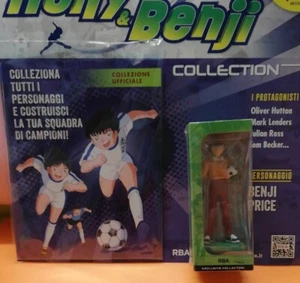 Holly
& Benji
COLLECTION
COLLEZIONE
UFFICIALE
COLLEZIONA
TUTTI I
PERSONAGGI
E COSTRUISCI
LA TUA SQUADRA
DI CAMPIONI!
I PROTAGONISTI
Oliver Hutton
Mark Lenders
Julian Ross
Tom Becker...
PERSONAGGIO
BENJI
PRICE
RBA
RBA